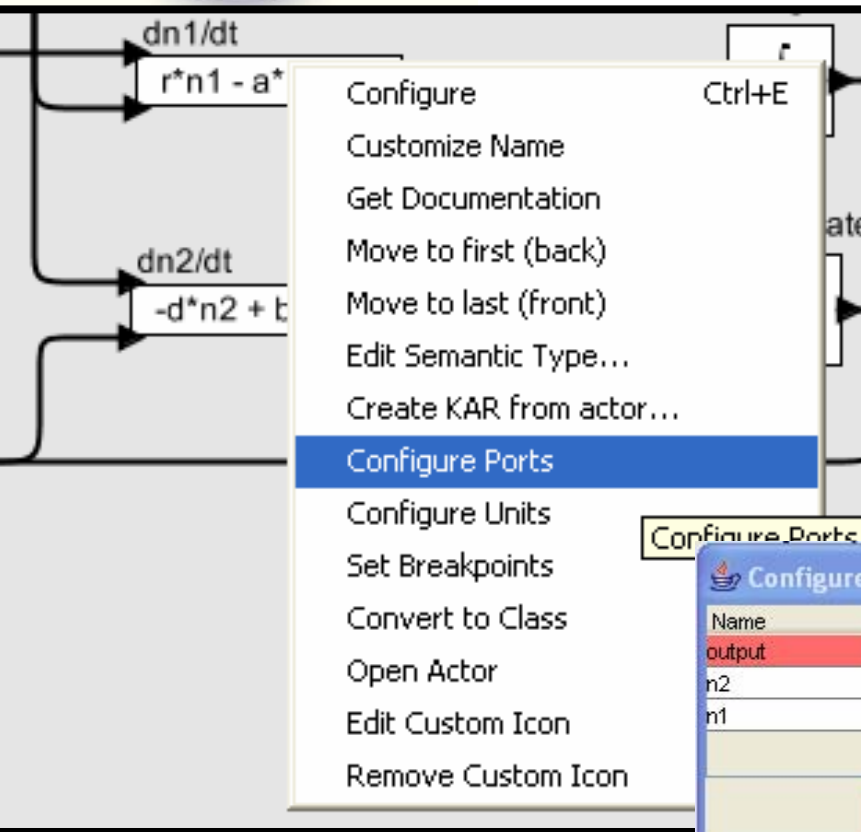 dn1/dt
r*n1 - a*
Configure Ctrl+E
Customize Name
Get Documentation
Move to first (back)
dn2/dt
-d*n2 + b
Move to last (front)
Edit Semantic Type...
Create KAR from actor...
Configure Ports
Configure Units
Configure Ports
Set Breakpoints
Configure
Convert to Class
Name
output
Open Actor
n2
n1
Edit Custom Icon
Remove Custom Icon